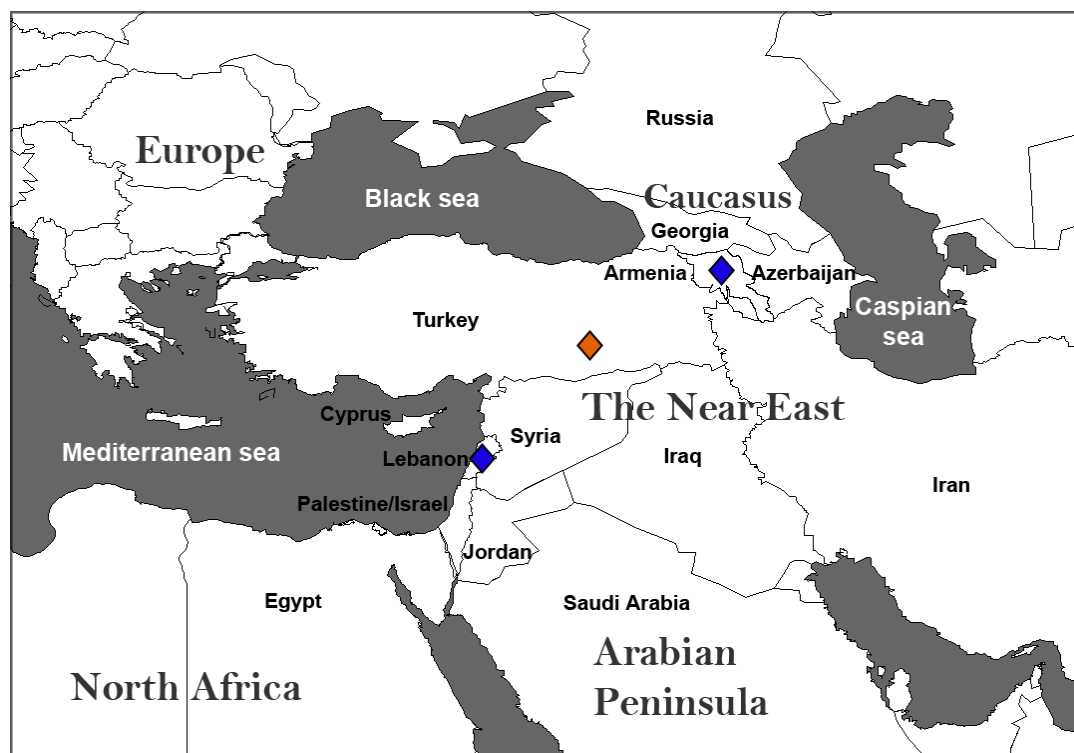 Russia
Europe
Caucasus
Black sea
Georgia
Armenia
Azerbaijan
Caspian
sea
Turkey
The Near East
Cyprus
Syria
Mediterranean sea
Lebanon
Iraq
Iran
Palestine/Israel
Jordan
Egypt
Saudi Arabia
Arabian
Peninsula
North Africa